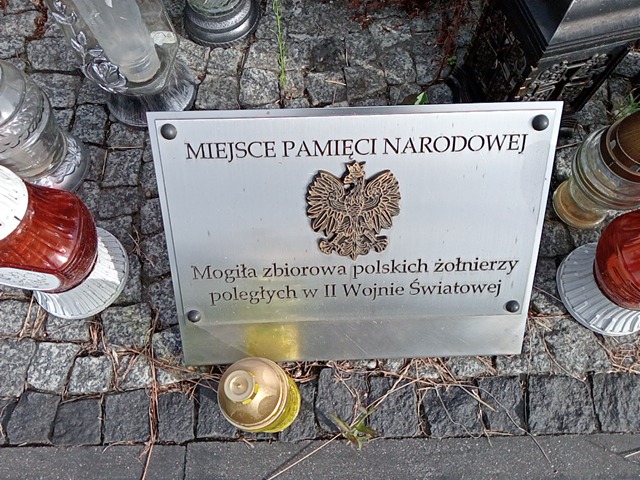 MIEJSCE PAMIĘCI NARODOWEJ
Mogiła zbiorowa polskich żołnierzy
poległych w II Wojnie Światowej